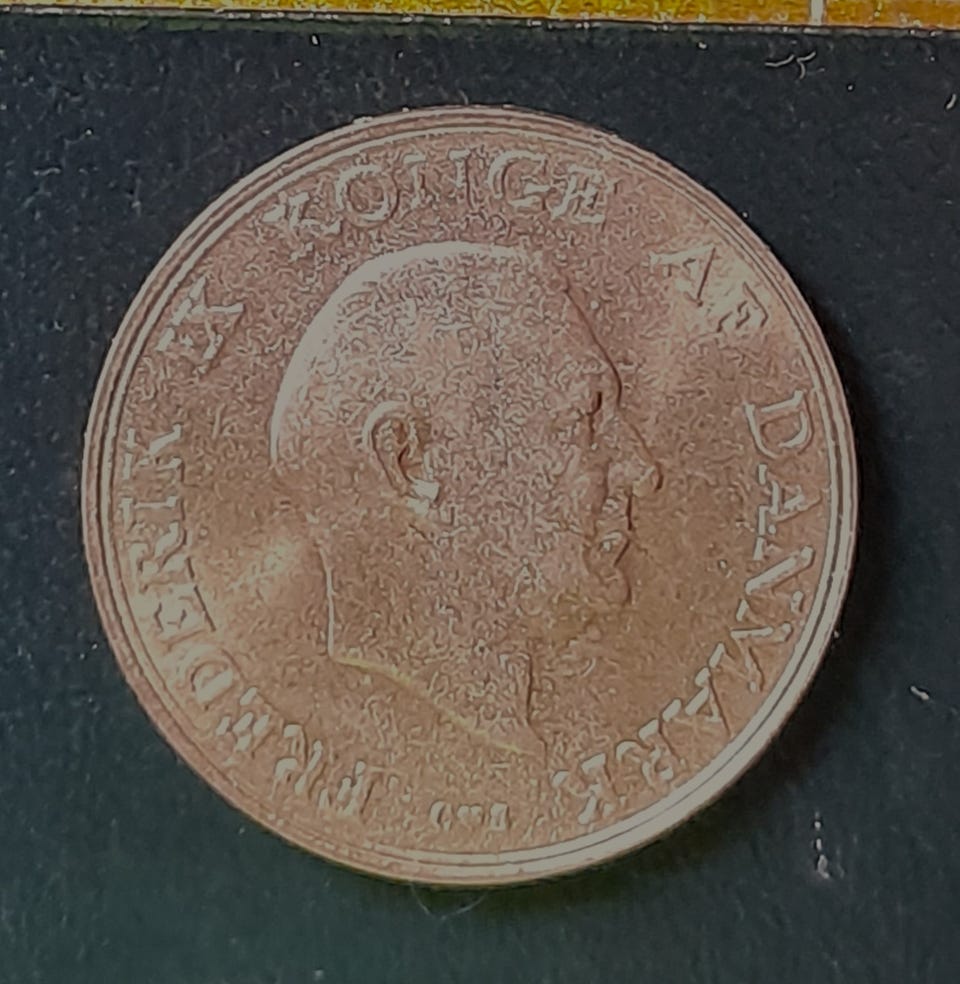 FREDERIK IX KONGE AF DANMARK